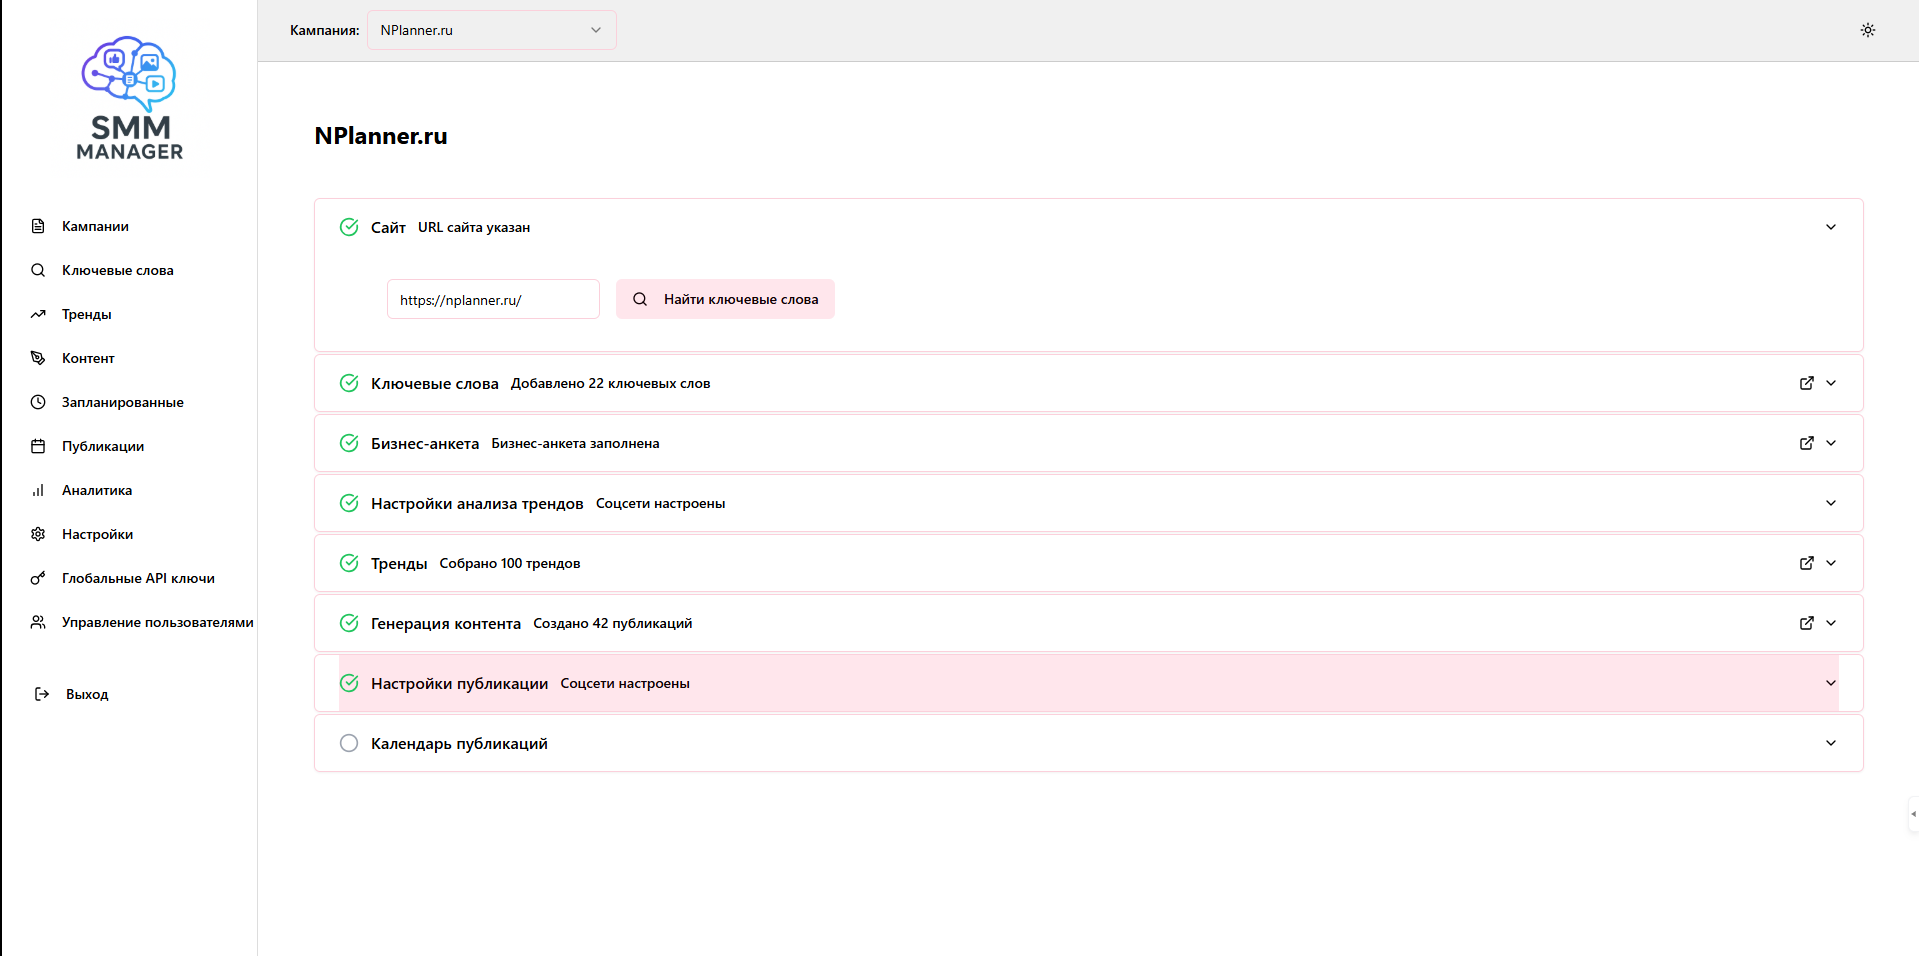 SMM
MANAGER
Кампании
Ключевые слова
Тренды
Контент
Запланированные
Публикации
Аналитика
Настройки
Глобальные API ключи
Управление пользователями
Выход
Кампания: NPlanner.ru
NPlanner.ru
Сайт URL сайта указан
https://nplanner.ru/ Найти ключевые слова
Ключевые слова Добавлено 22 ключевых слов
Бизнес-анкета Бизнес-анкета заполнена
Настройки анализа трендов Соцсети настроены
Тренды Собрано 100 трендов
Генерация контента Создано 42 публикаций
Настройки публикации Соцсети настроены
Календарь публикаций